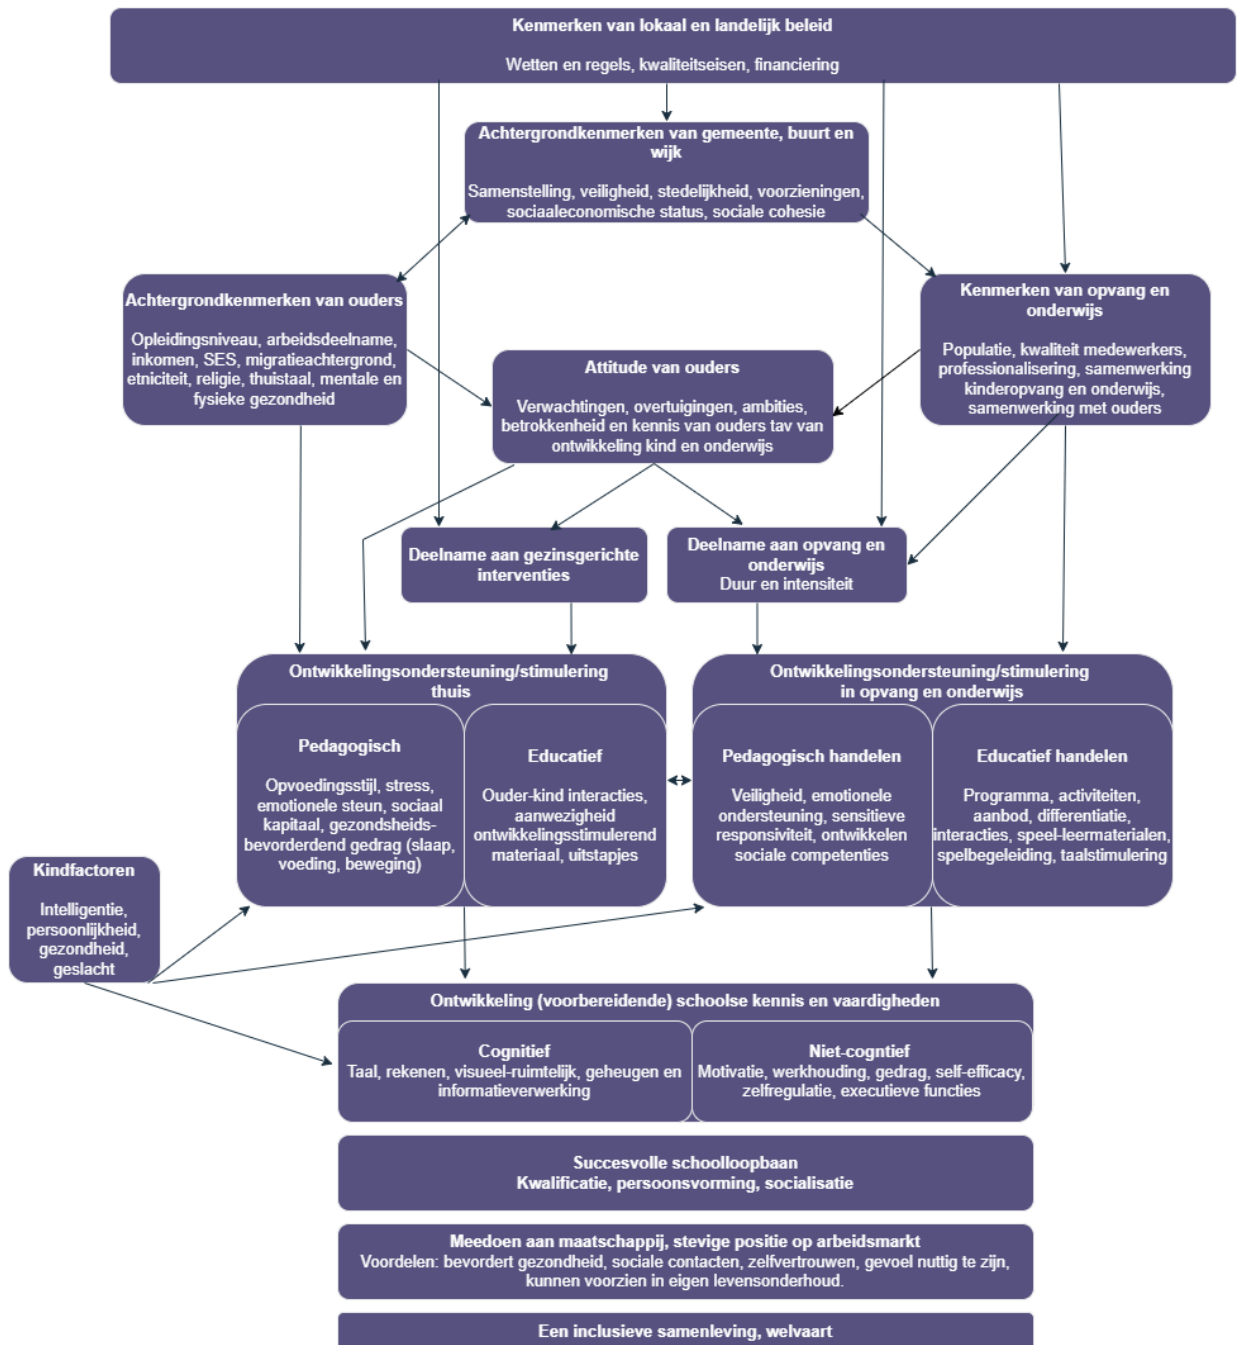 Kenmerken van lokaal en landelijk beleid
Wetten en regels, kwaliteitseisen, financiering
Achtergrondkenmerken van gemeente, buurt en
wijk
Samenstelling, veiligheid, stedelijkheid, voorzieningen,
sociaaleconomische status, sociale cohesie
Achtergrondkenmerken van ouders
Opleidingsniveau, arbeidsdeelname,
inkomen, SES, migratieachtergrond,
etniciteit, religie, thuistaal, mentale en
fysieke gezondheid
Kenmerken van opvang en
onderwijs
Populatie, kwaliteit medewerkers,
professionalisering, samenwerking
kinderopvang en onderwijs,
samenwerking met ouders
Attitude van ouders
Verwachtingen, overtuigingen, ambities,
betrokkenheid en kennis van ouders tav van
ontwikkeling kind en onderwijs
Deelname aan gezinsgerichte
interventies
Deelname aan opvang en
onderwijs
Duur en intensiteit
Ontwikkelingsondersteuning/stimulering
thuis
Pedagogisch
Opvoedingsstijl, stress,
emotionele steun, sociaal
kapitaal, gezondsheids-
bevorderdend gedrag (slaap,
voeding, beweging)
Educatief
Ouder-kind interacties,
aanwezigheid
ontwikkelingsstimulerend
materiaal, uitstapjes
Ontwikkelingsondersteuning/stimulering
in opvang en onderwijs
Pedagogisch handelen
Veiligheid, emotionele
ondersteuning, sensitieve
responsiviteit, ontwikkelen
sociale competenties
Educatief handelen
Programma, activiteiten,
aanbod, differentiatie,
interacties, speel-leermaterialen,
spelbegeleiding, taalstimulering
Kindfactoren
Intelligentie,
persoonlijkheid,
gezondheid,
geslacht
Ontwikkeling (voorbereidende) schoolse kennis en vaardigheden
Cognitief
Taal, rekenen, visueel-ruimtelijk, geheugen en
informatieverwerking
Niet-cogntief
Motivatie, werkhouding, gedrag, self-efficacy,
zelfregulatie, executieve functies
Succesvolle schoolloopbaan
Kwalificatie, persoonsvorming, socialisatie
Meedoen aan maatschappij, stevige positie op arbeidsmarkt
Voordelen: bevordert gezondheid, sociale contacten, zelfvertrouwen, gevoel nuttig te zijn,
kunnen voorzien in eigen levensonderhoud.
Een inclusieve samenleving, welvaart